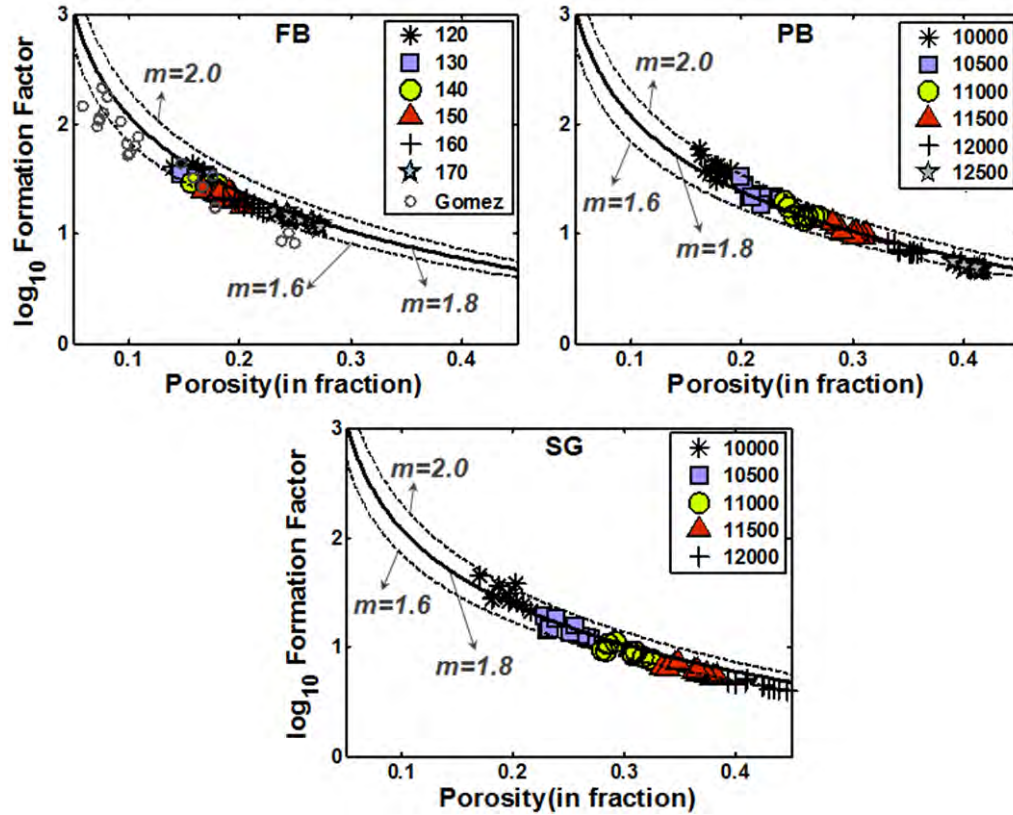 FB
3
2
1
0
log10 Formation Factor
m=2.0
m=1.6
m=1.8
120
130
140
150
160
170
Gomez
0.1 0.2 0.3 0.4
Porosity(in fraction)
PB
3
2
1
0
m=2.0
m=1.6
m=1.8
10000
10500
11000
11500
12000
12500
0.1 0.2 0.3 0.4
Porosity(in fraction)
SG
3
2
1
0
log10 Formation Factor
m=2.0
m=1.6
m=1.8
10000
10500
11000
11500
12000
0.1 0.2 0.3 0.4
Porosity(in fraction)